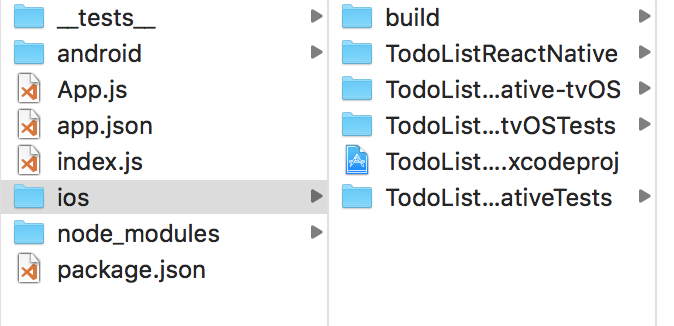 __tests__
android
App.js
app.json
index.js
ios
node_modules
package.json
build
TodoListReactNative
TodoList...ative-tvOS
TodoList...tvOSTests
TodoList....xcodeproj
TodoList...ativeTests